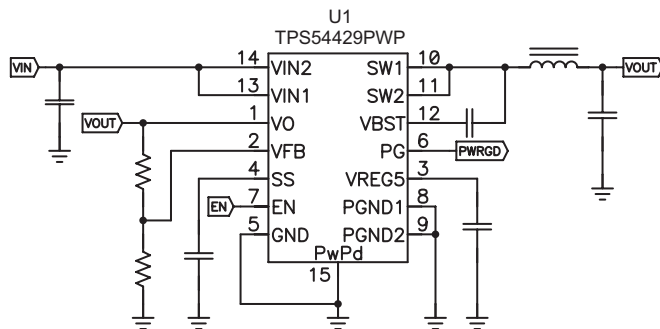 U1
TPS54429PWP
VIN
14
VIN2
SW1
10
VOUT
13
VIN1
SW2
11
VOUT
1
VO
VBST
12
2
VFB
PG
6
PWRGD
4
SS
VREG5
3
EN
7
EN
PGND1
8
5
GND
PGND2
9
PwPd
15